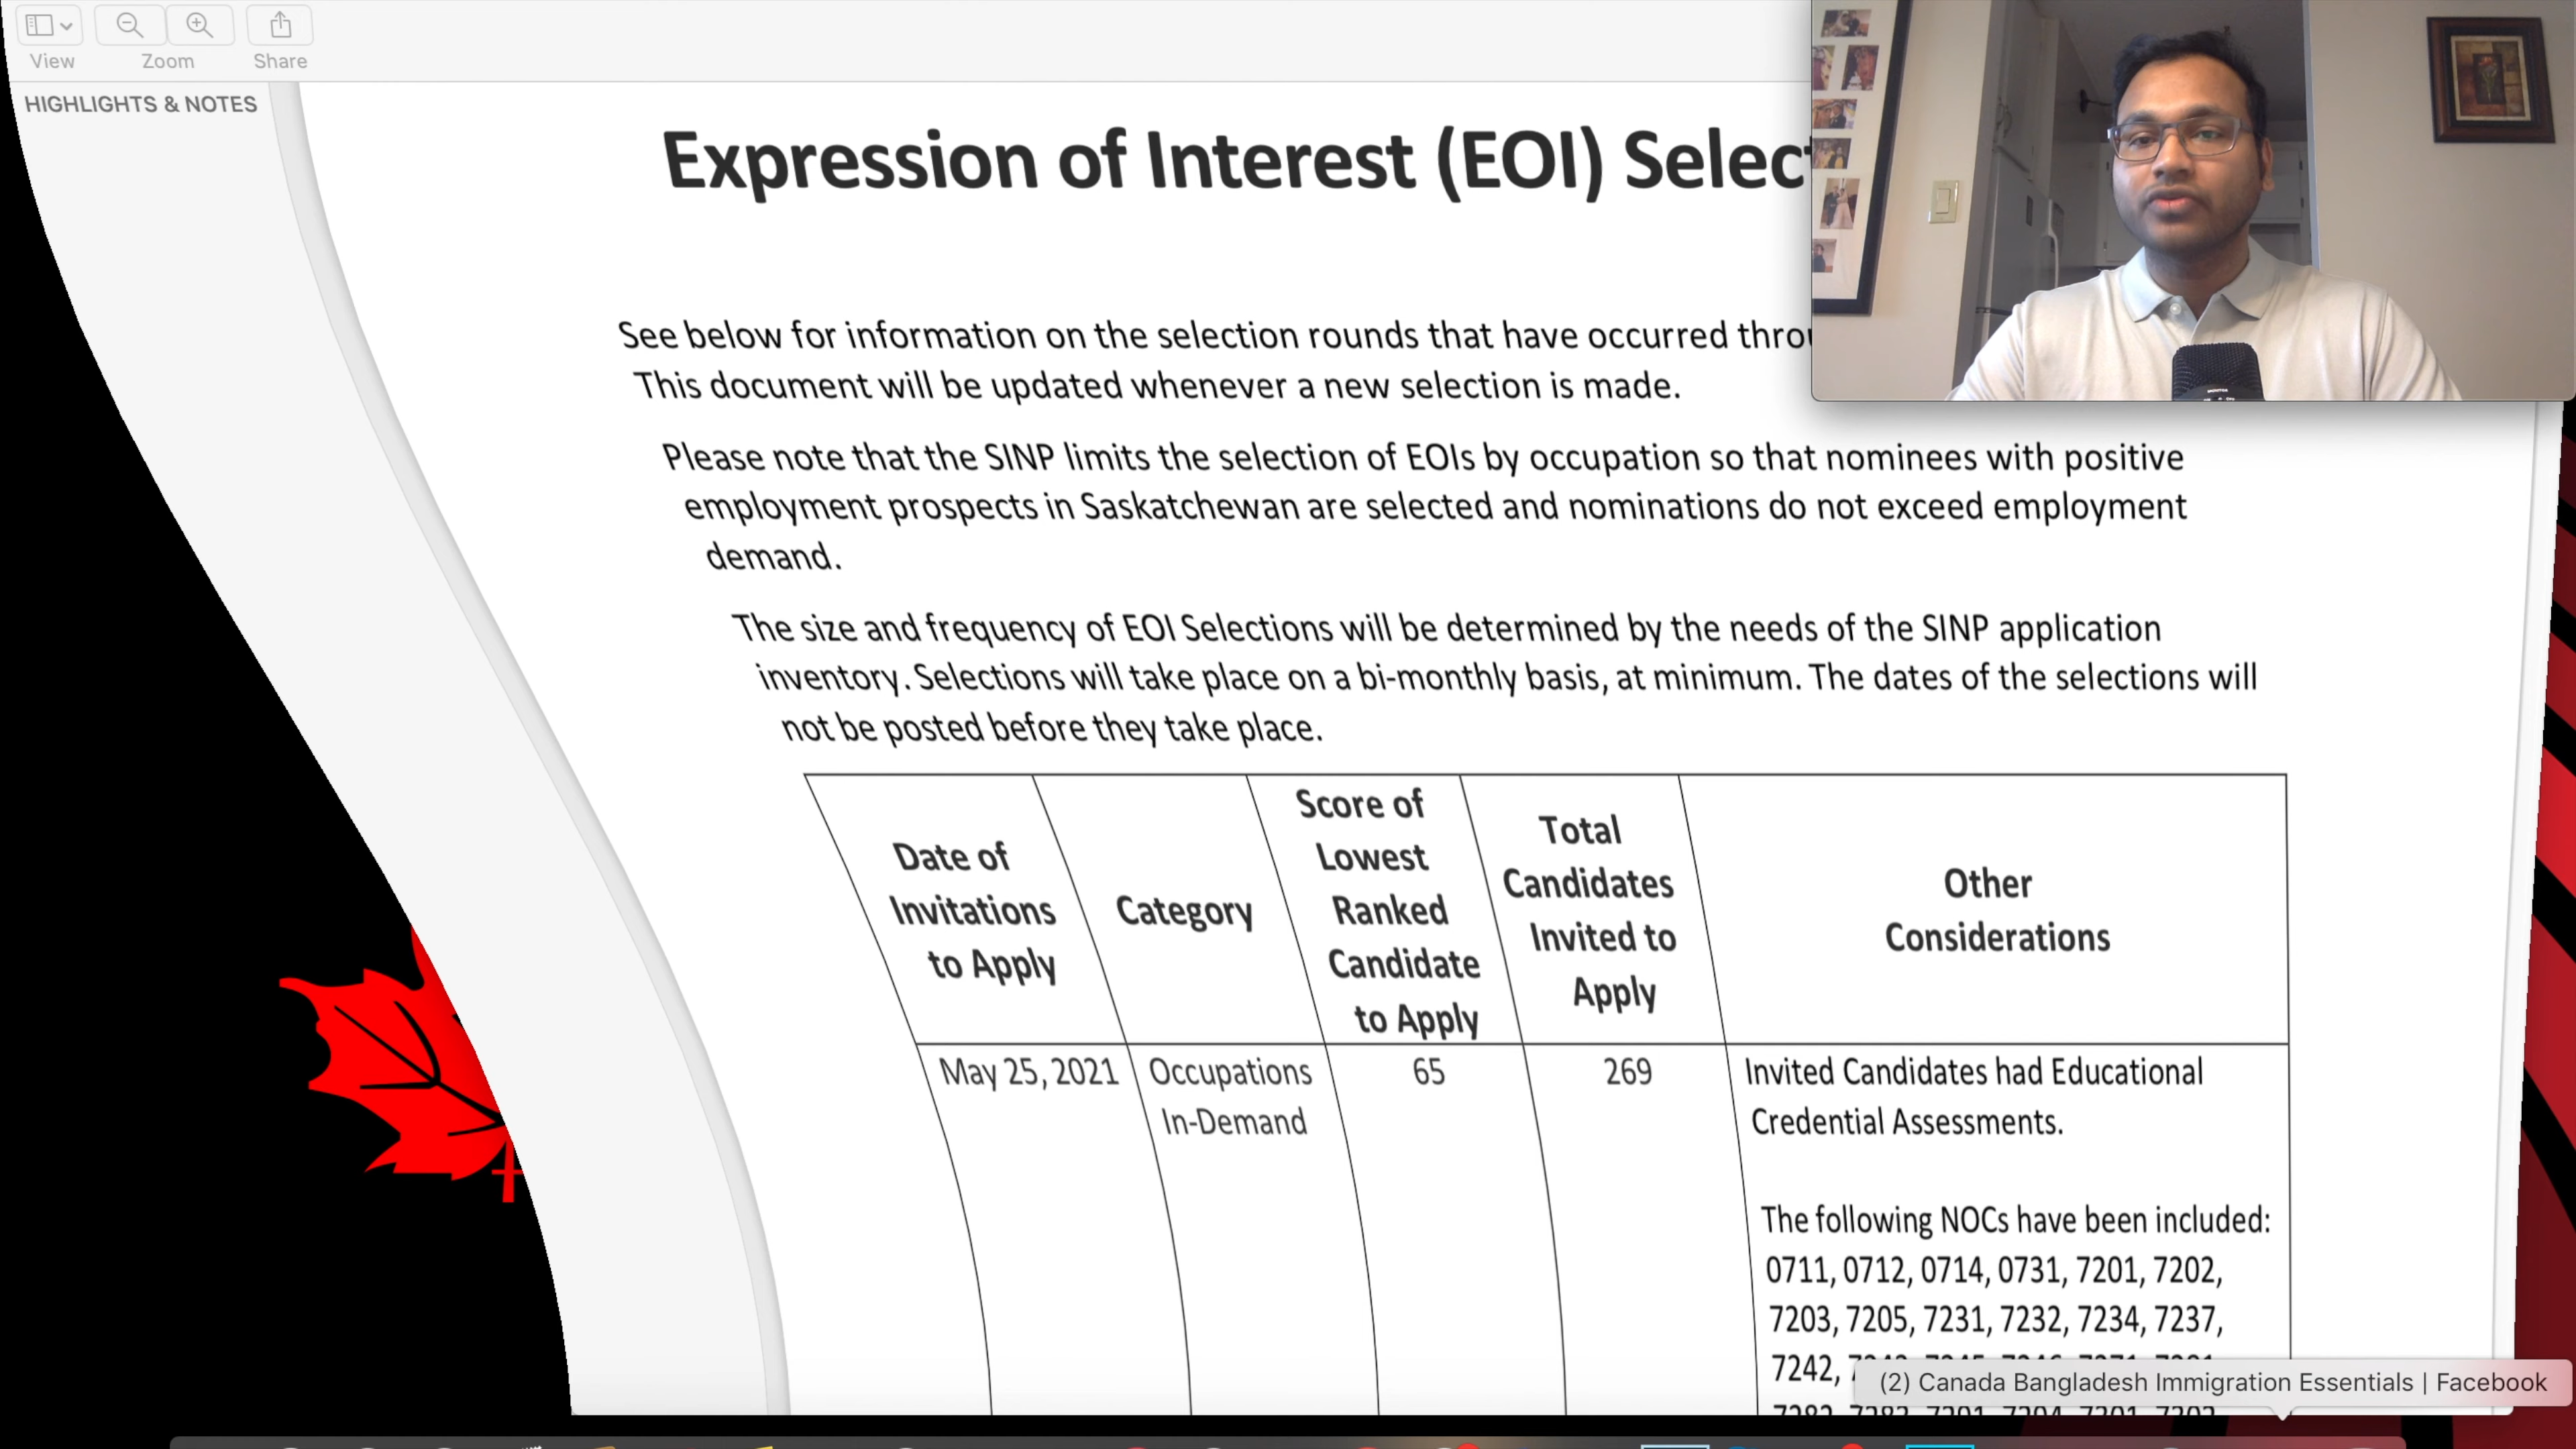 View
Zoom
Share
HIGHLIGHTS & NOTES
Expression of Interest (EOI) Selec
See below for information on the selection rounds that have occurred throu
This document will be updated whenever a new selection is made.
Please note that the SINP limits the selection of EOIs by occupation so that nominees with positive
employment prospects in Saskatchewan are selected and nominations do not exceed employment
demand.
The size and frequency of EOI Selections will be determined by the needs of the SINP application
inventory. Selections will take place on a bi-monthly basis, at minimum. The dates of the selections will
not be posted before they take place.
Date of
Invitations
to Apply
Category
Score of
Lowest
Ranked
Candidate
to Apply
Total
Candidates
Invited to
Apply
Other
Considerations
May 25, 2021
Occupations
In-Demand
65
269
Invited Candidates had Educational
Credential Assessments.
The following NOCs have been included:
0711, 0712, 0714, 0731, 7201, 7202,
7203, 7205, 7231, 7232, 7234, 7237,
7242,
(2) Canada Bangladesh Immigration Essentials | Facebook